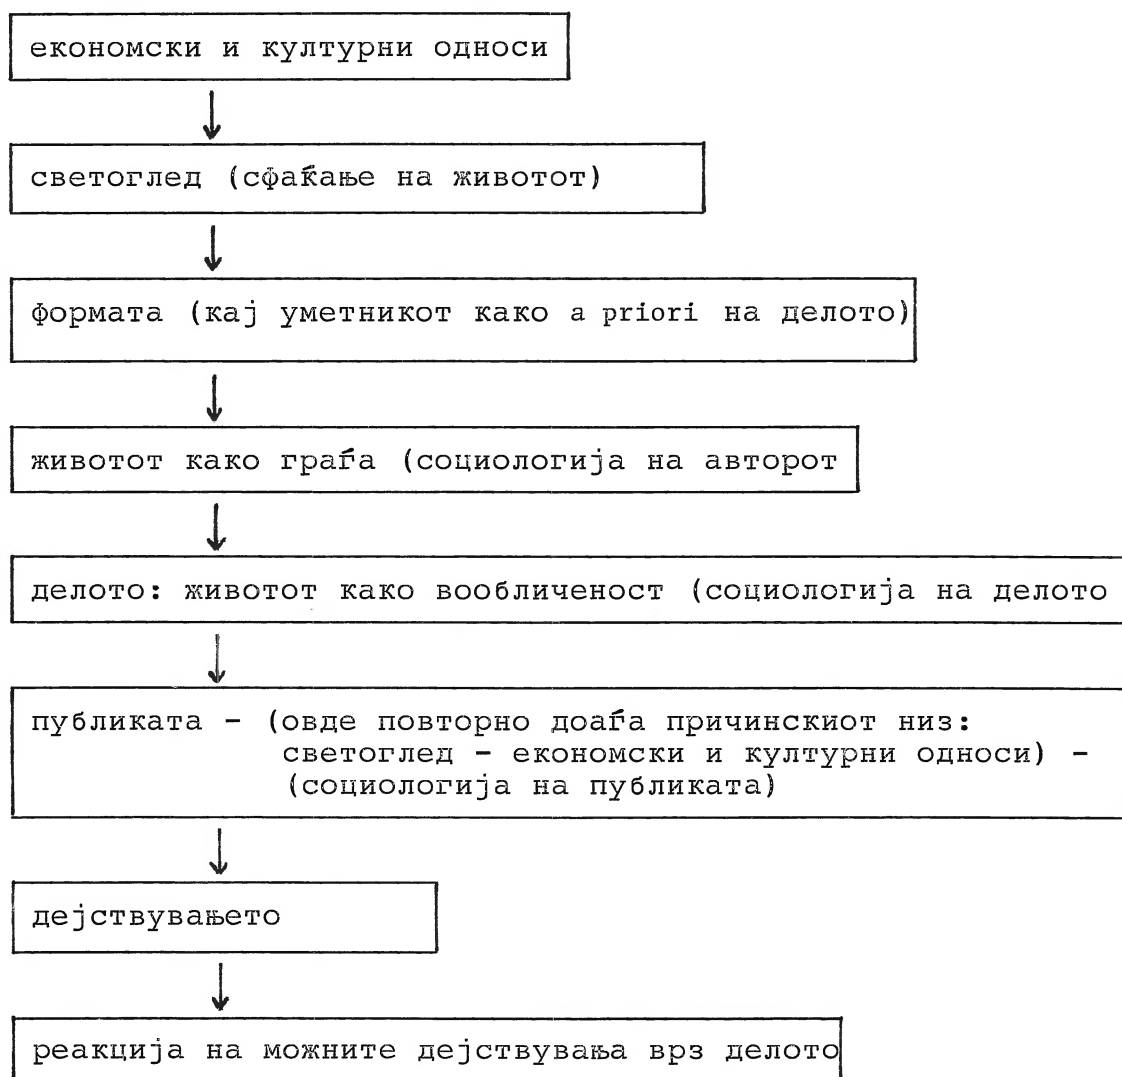 економски и културни односи
светоглед (сфаќање на животот)
формата (кај уметникот како a priori на делото)
животот како граѓа (социологија на авторот
делото: животот како вообличеност (социологија на делото
публиката - (овде повторно доаѓа причинскиот низ:
светоглед - економски и културни односи) -
(социологија на публиката)
дејствувањето
реакција на можните дејствувања врз делото